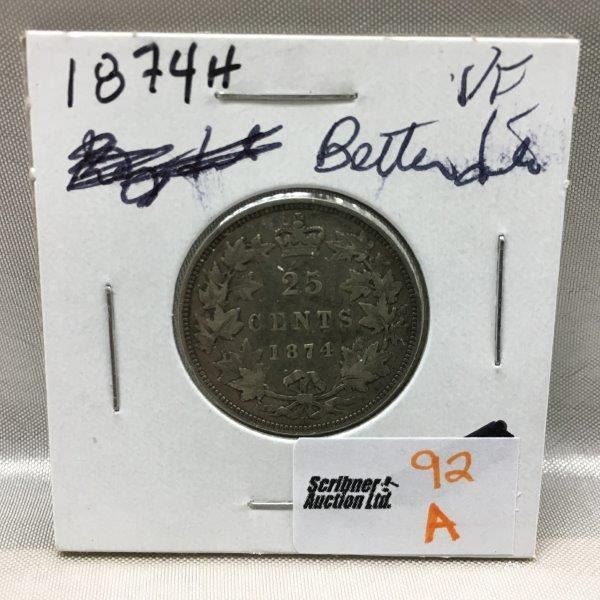 1874H VF
Better
25
CENTS
1874
Scribner
Auction Ltd.
92
A